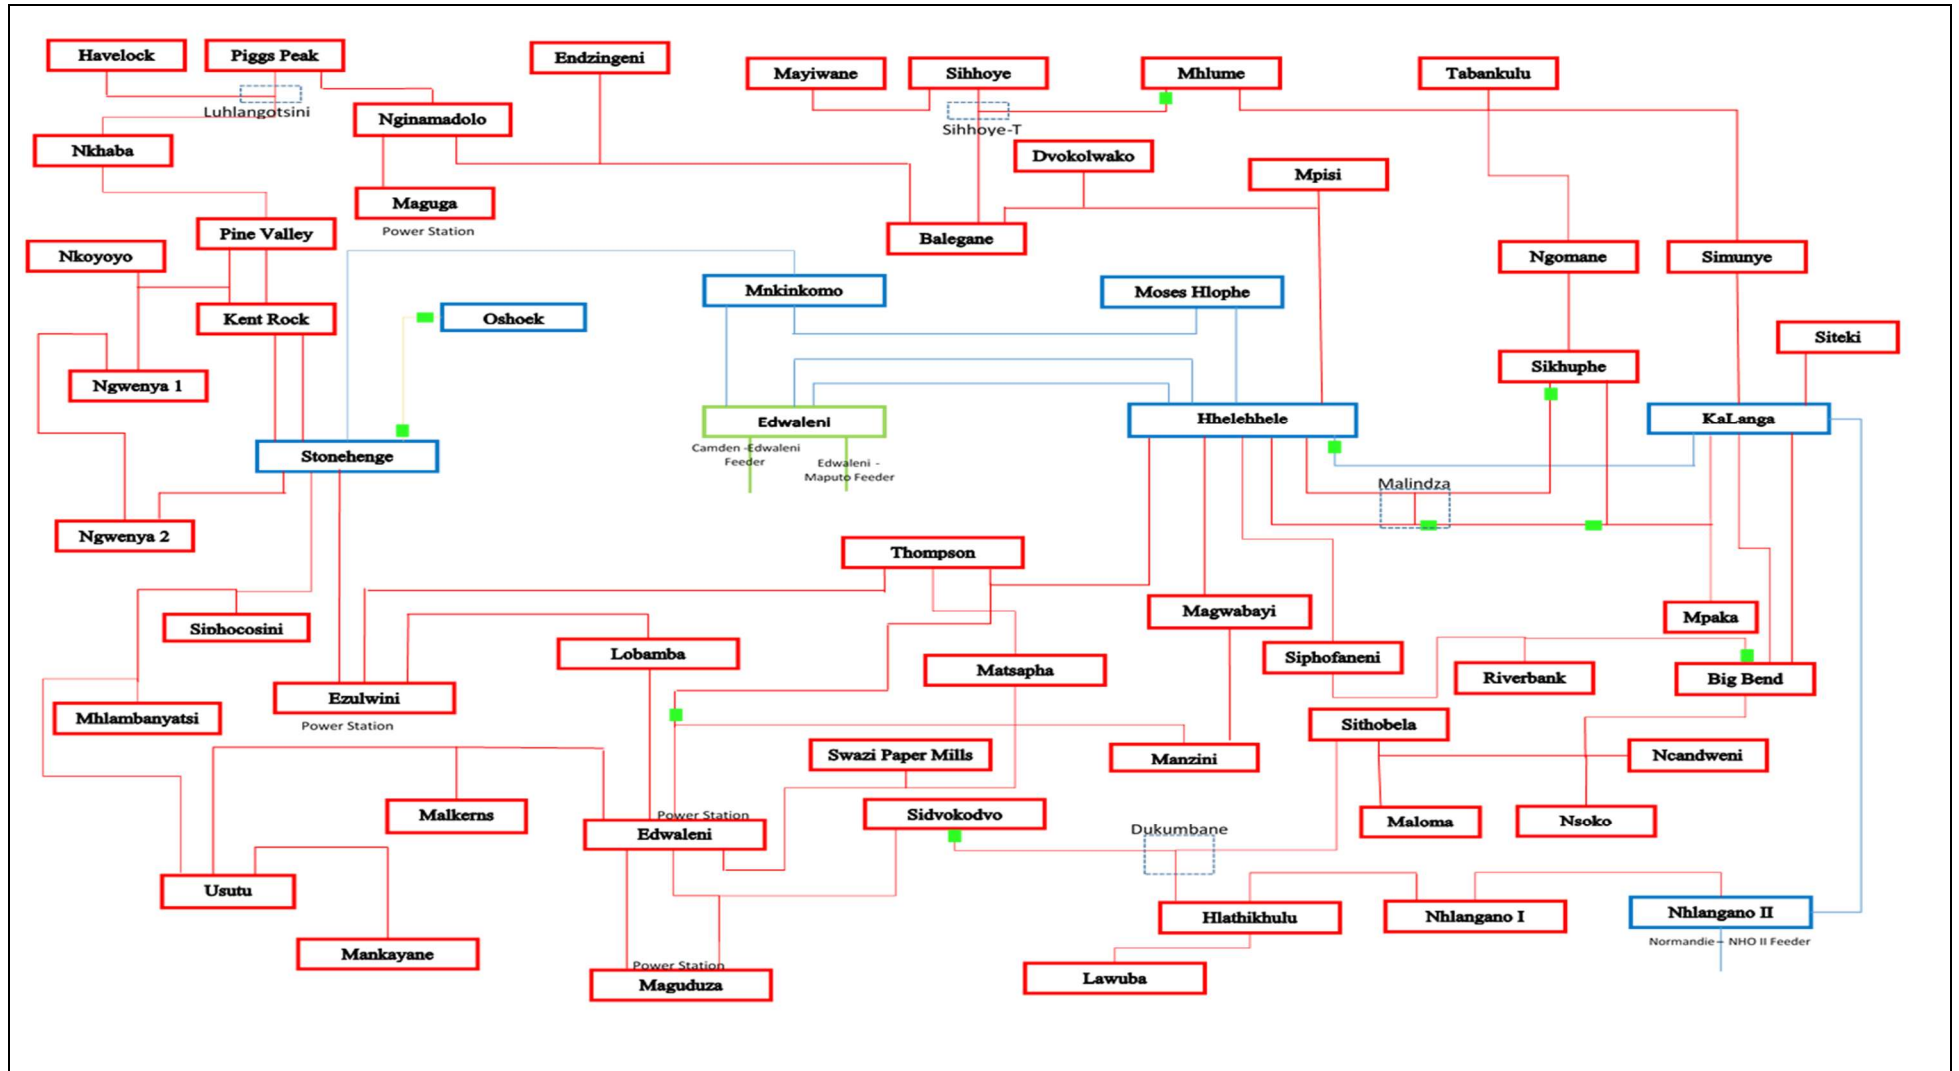 Havelock
Piggs Peak
Endzingeni
Mayiwane
Sihhoye
Mhlume
Tabankulu
Luhlangotsini
Nginamadolo
Sihhoye-T
Nkhaba
Dvokolwako
Mpisi
Maguga
Power Station
Pine Valley
Balegane
Nkoyoyo
Ngomane
Simunye
Mnkinkomo
Moses Hlophe
Kent Rock
Oshoek
Siteki
Sikhuphe
Ngwenya 1
Edwaleni
Hhelehhele
KaLanga
Stonehenge
Camden -Edwaleni
Feeder
Edwaleni -
Maputo Feeder
Malindza
Ngwenya 2
Thompson
Siphocosini
Magwabayi
Mpaka
Lobamba
Matsapha
Siphofaneni
Riverbank
Big Bend
Ezulwini
Power Station
Mhlambanyatsi
Sithobela
Swazi Paper Mills
Manzini
Ncandweni
Malkerns
Power Station
Edwaleni
Sidvokodvo
Dukumbane
Maloma
Nsoko
Usutu
Hlathikhulu
Nhlangano I
Nhlangano II
Normandie – NHO II Feeder
Mankayane
Power Station
Maguduza
Lawuba